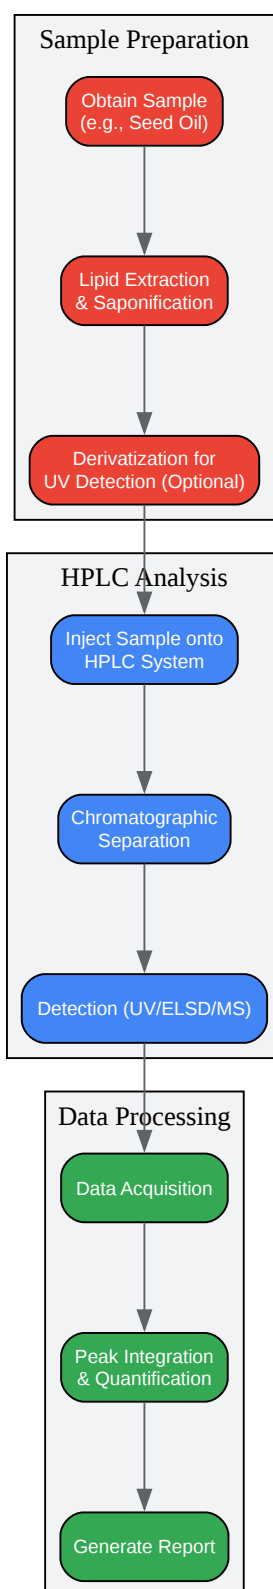 Sample Preparation
Obtain Sample
(e.g., Seed Oil)
Lipid Extraction
& Saponification
Derivatization for
UV Detection (Optional)
HPLC Analysis
Inject Sample onto
HPLC System
Chromatographic
Separation
Detection (UV/ELSD/MS)
Data Processing
Data Acquisition
Peak Integration
& Quantification
Generate Report